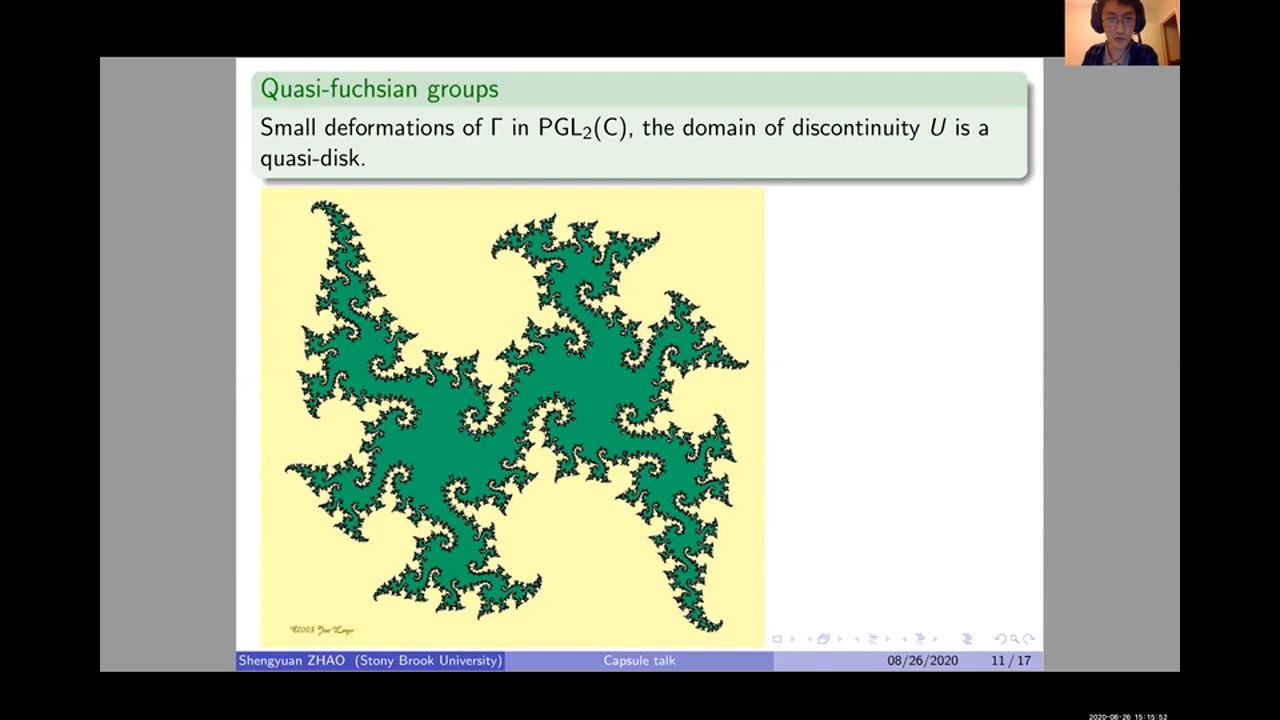 Quasi-fuchsian groups
Small deformations of Γ in PGL₂(C), the domain of discontinuity U is a
quasi-disk.
Shengyuan ZHAO (Stony Brook University) Capsule talk 08/26/2020 11 / 17
2020-08-26 15:15:52